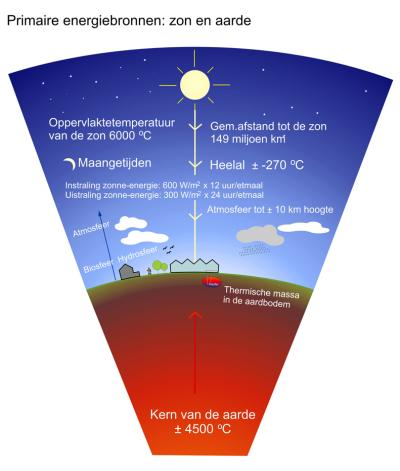 Primaire energiebronnen: zon en aarde
Oppervlaktetemperatuur
van de zon 6000 ºC
Gem.afstand tot de zon
149 miljoen km
Maangetijden
Heelal ± -270 ºC
Instraling zonne-energie: 600 W/m² x 12 uur/etmaal
Uistraling zonne-energie: 300 W/m² x 24 uur/etmaal
Atmosfeer tot ± 10 km hoogte
Atmosfeer
Biosfeer Hydrosfeer
Thermische massa
in de aardbodem
Kern van de aarde
± 4500 ºC